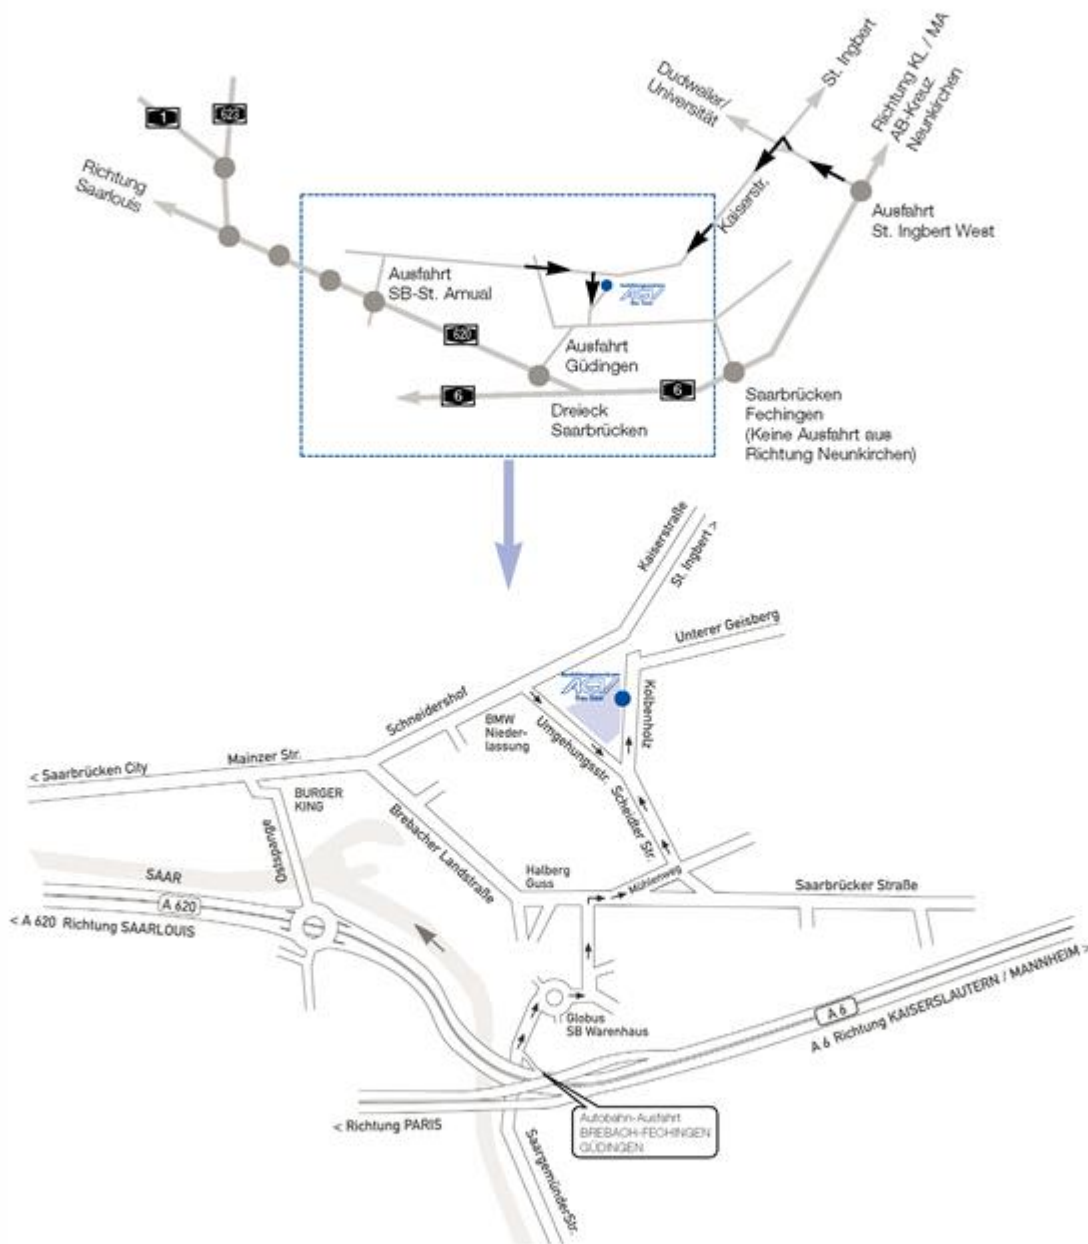 St. Ingbert
Richtung KL / MA
AB-Kreuz
Neunkirchen
Dudweiler/
Universität
1
623
Richtung
Saarlouis
Kaiserstr.
Ausfahrt
St. Ingbert West
Ausfahrt
SB-St. Arnual
620
Ausfahrt
Güdingen
6
6
Dreieck
Saarbrücken
Saarbrücken
Fechingen
(Keine Ausfahrt aus
Richtung Neunkirchen)
Kaiserstraße
St. Ingbert >
Unterer Geisberg
Schneidershof
Kolbenholz
BMW
Nieder-
lassung
Umgehungsstr.
Mainzer Str.
< Saarbrücken City
BURGER
KING
Ostspange
Brebacher Landstraße
Scheidter Str.
Halberg
Guss
Mühlenweg
Saarbrücker Straße
SAAR
A 620
< A 620 Richtung SAARLOUIS
Globus
SB Warenhaus
A 6
A 6 Richtung KAISERSLAUTERN / MANNHEIM >
< Richtung PARIS
Autobahn-Ausfahrt
BREBACH-FECHINGEN
GÜDINGEN
SaargemünderStr.